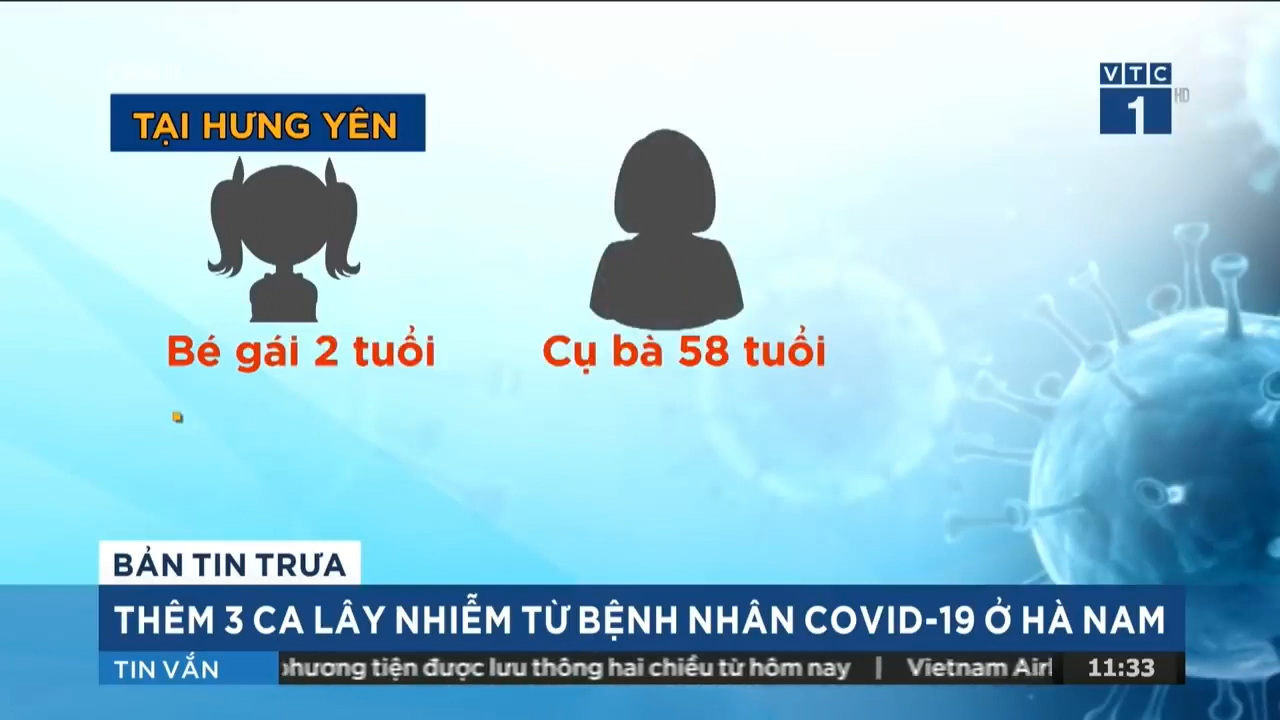 VTC
1
HD
TẠI HƯNG YÊN
Bé gái 2 tuổi
Cụ bà 58 tuổi
BẢN TIN TRƯA
THÊM 3 CA LÂY NHIỄM TỪ BỆNH NHÂN COVID-19 Ở HÀ NAM
TIN VẮN
phương tiện được lưu thông hai chiều từ hôm nay | Vietnam Airl
11:33